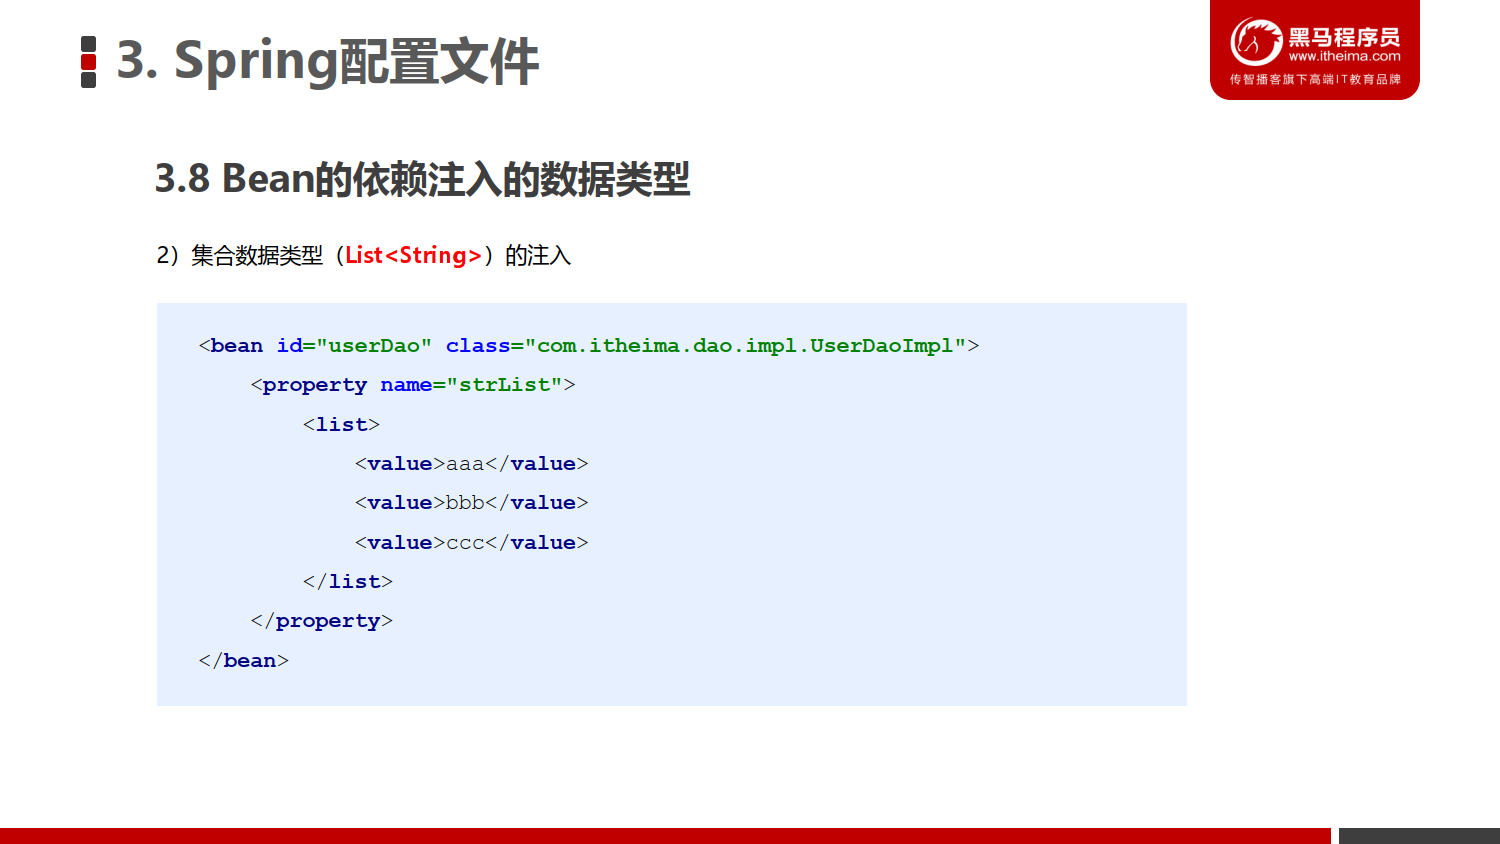 3. Spring配置文件
黑马程序员
www.itheima.com
传智播客旗下高端IT教育品牌
3.8 Bean的依赖注入的数据类型
2）集合数据类型（List<String>）的注入
<bean id="userDao" class="com.itheima.dao.impl.UserDaoImpl">
    <property name="strList">
        <list>
            <value>aaa</value>
            <value>bbb</value>
            <value>ccc</value>
        </list>
    </property>
</bean>